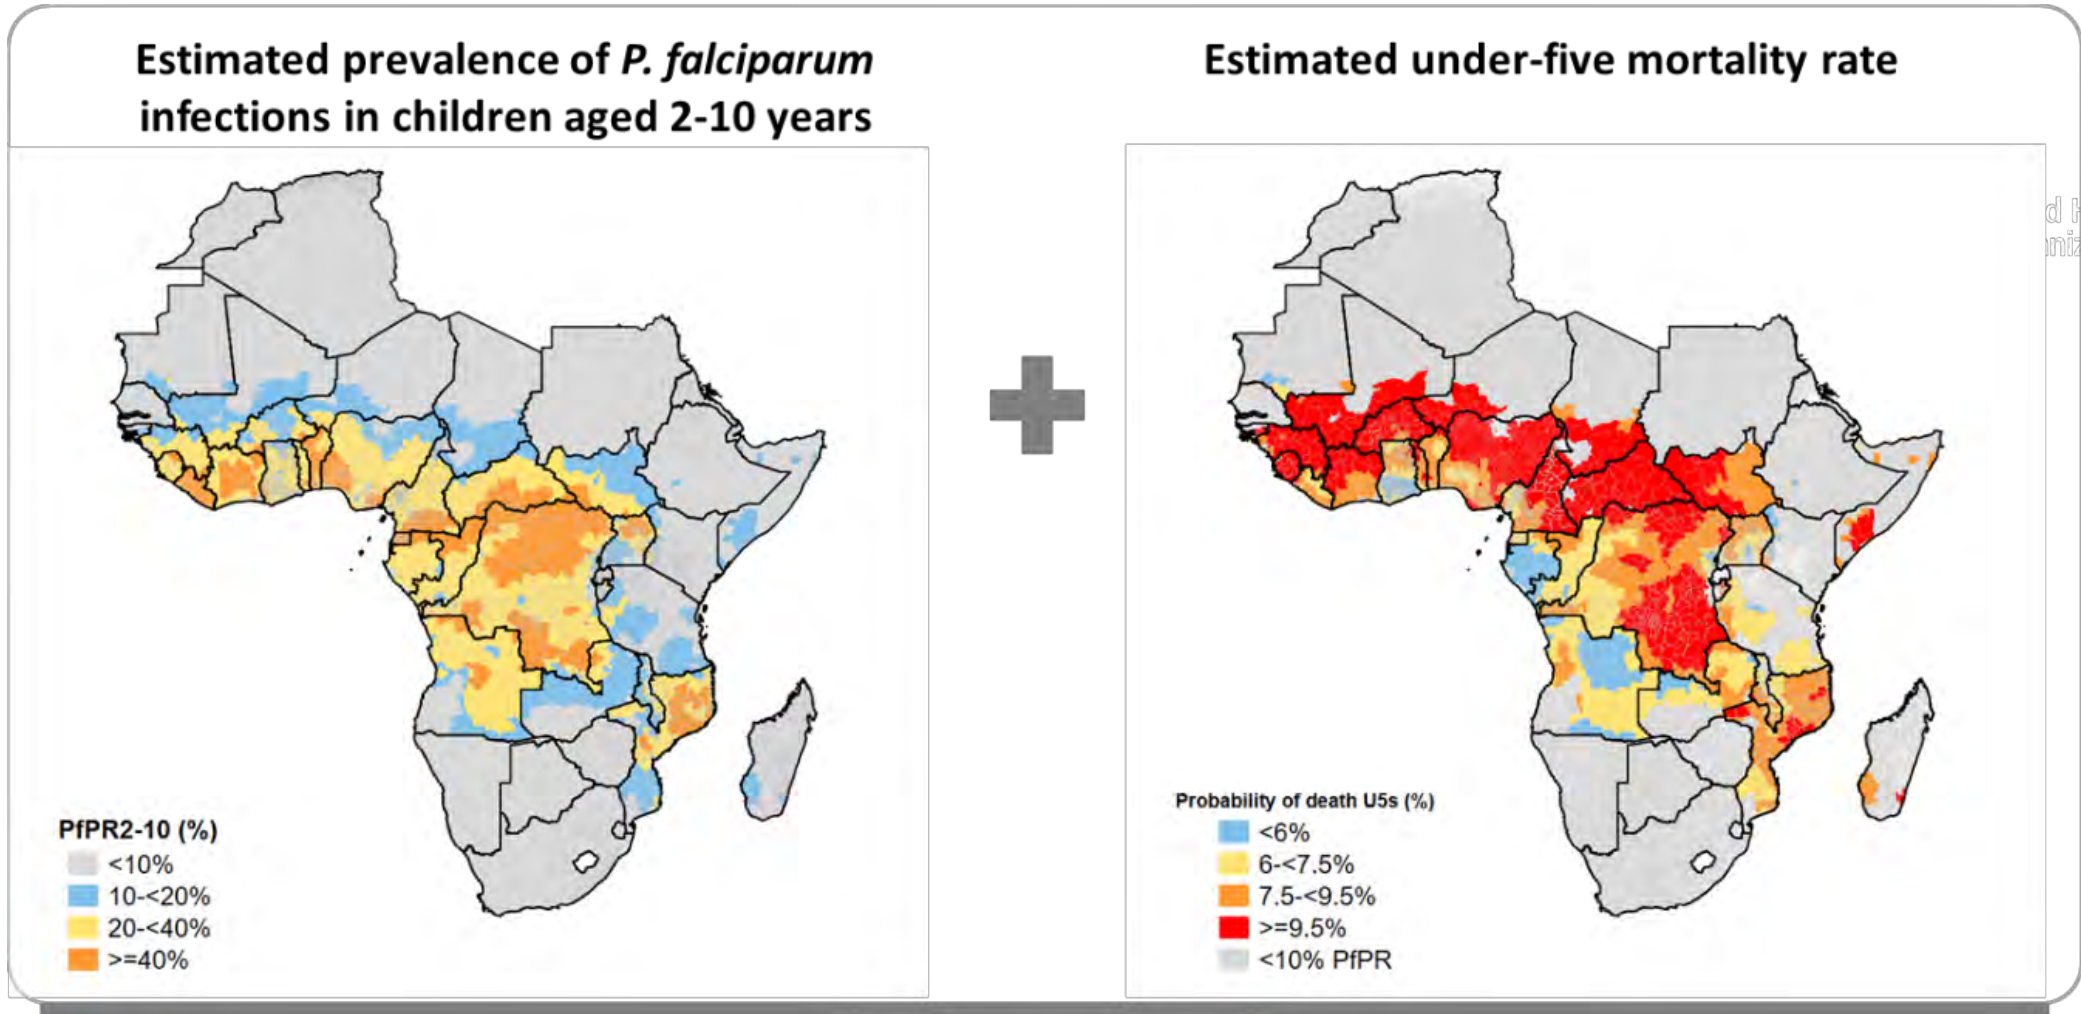 Estimated prevalence of P. falciparum
infections in children aged 2-10 years
Estimated under-five mortality rate
PfPR2-10 (%)
<10%
10-<20%
20-<40%
>=40%
Probability of death U5s (%)
<6%
6-<7.5%
7.5-<9.5%
>=9.5%
<10% PfPR